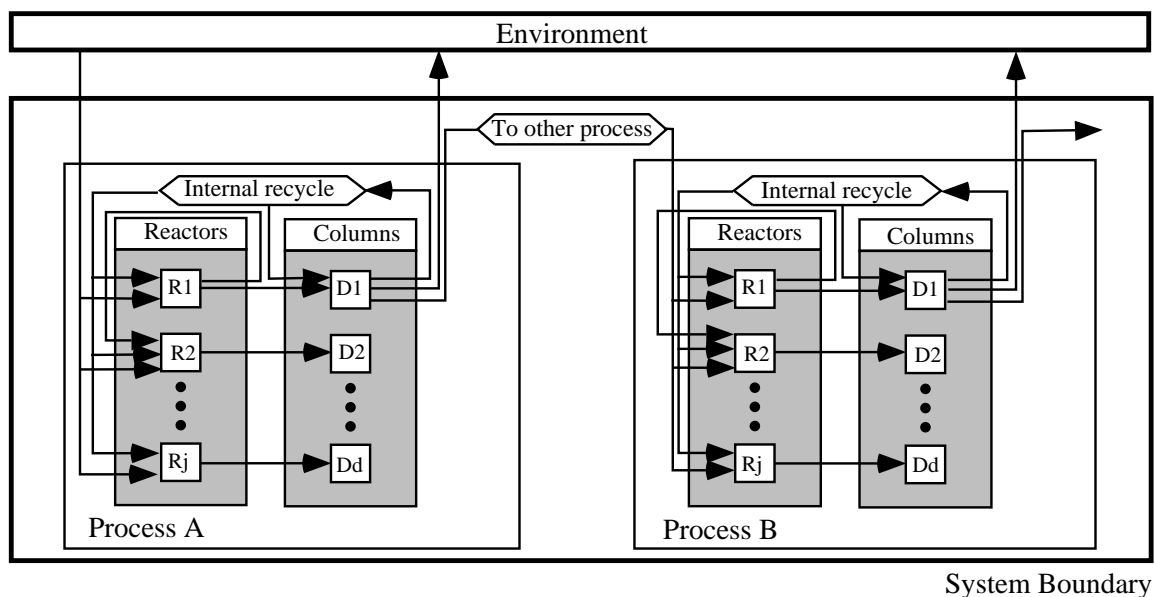 Environment
To other process
Internal recycle
Reactors
Columns
R1
D1
R2
D2
Rj
Dd
Process A
Internal recycle
Reactors
Columns
R1
D1
R2
D2
Rj
Dd
Process B
System Boundary